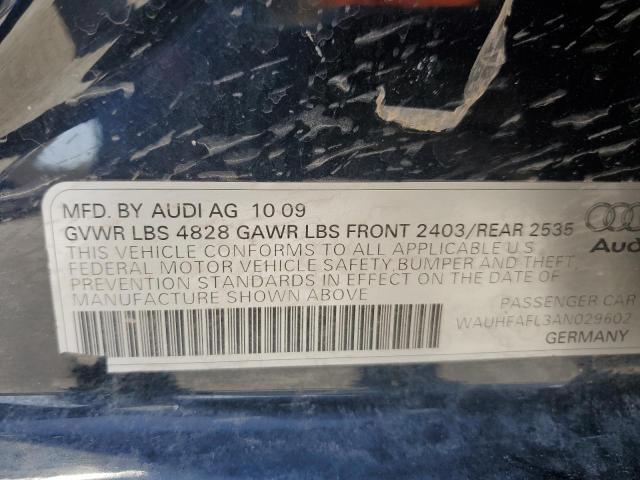 MFD. BY AUDI AG 10 09
GVWR LBS 4828 GAWR LBS FRONT 2403/REAR 2535
THIS VEHICLE CONFORMS TO ALL APPLICABLE U.S.
FEDERAL MOTOR VEHICLE SAFETY, BUMPER AND THEFT
PREVENTION STANDARDS IN EFFECT ON THE DATE OF
MANUFACTURE SHOWN ABOVE
Audi
PASSENGER CAR
WAUHFAFL3AN029602
GERMANY